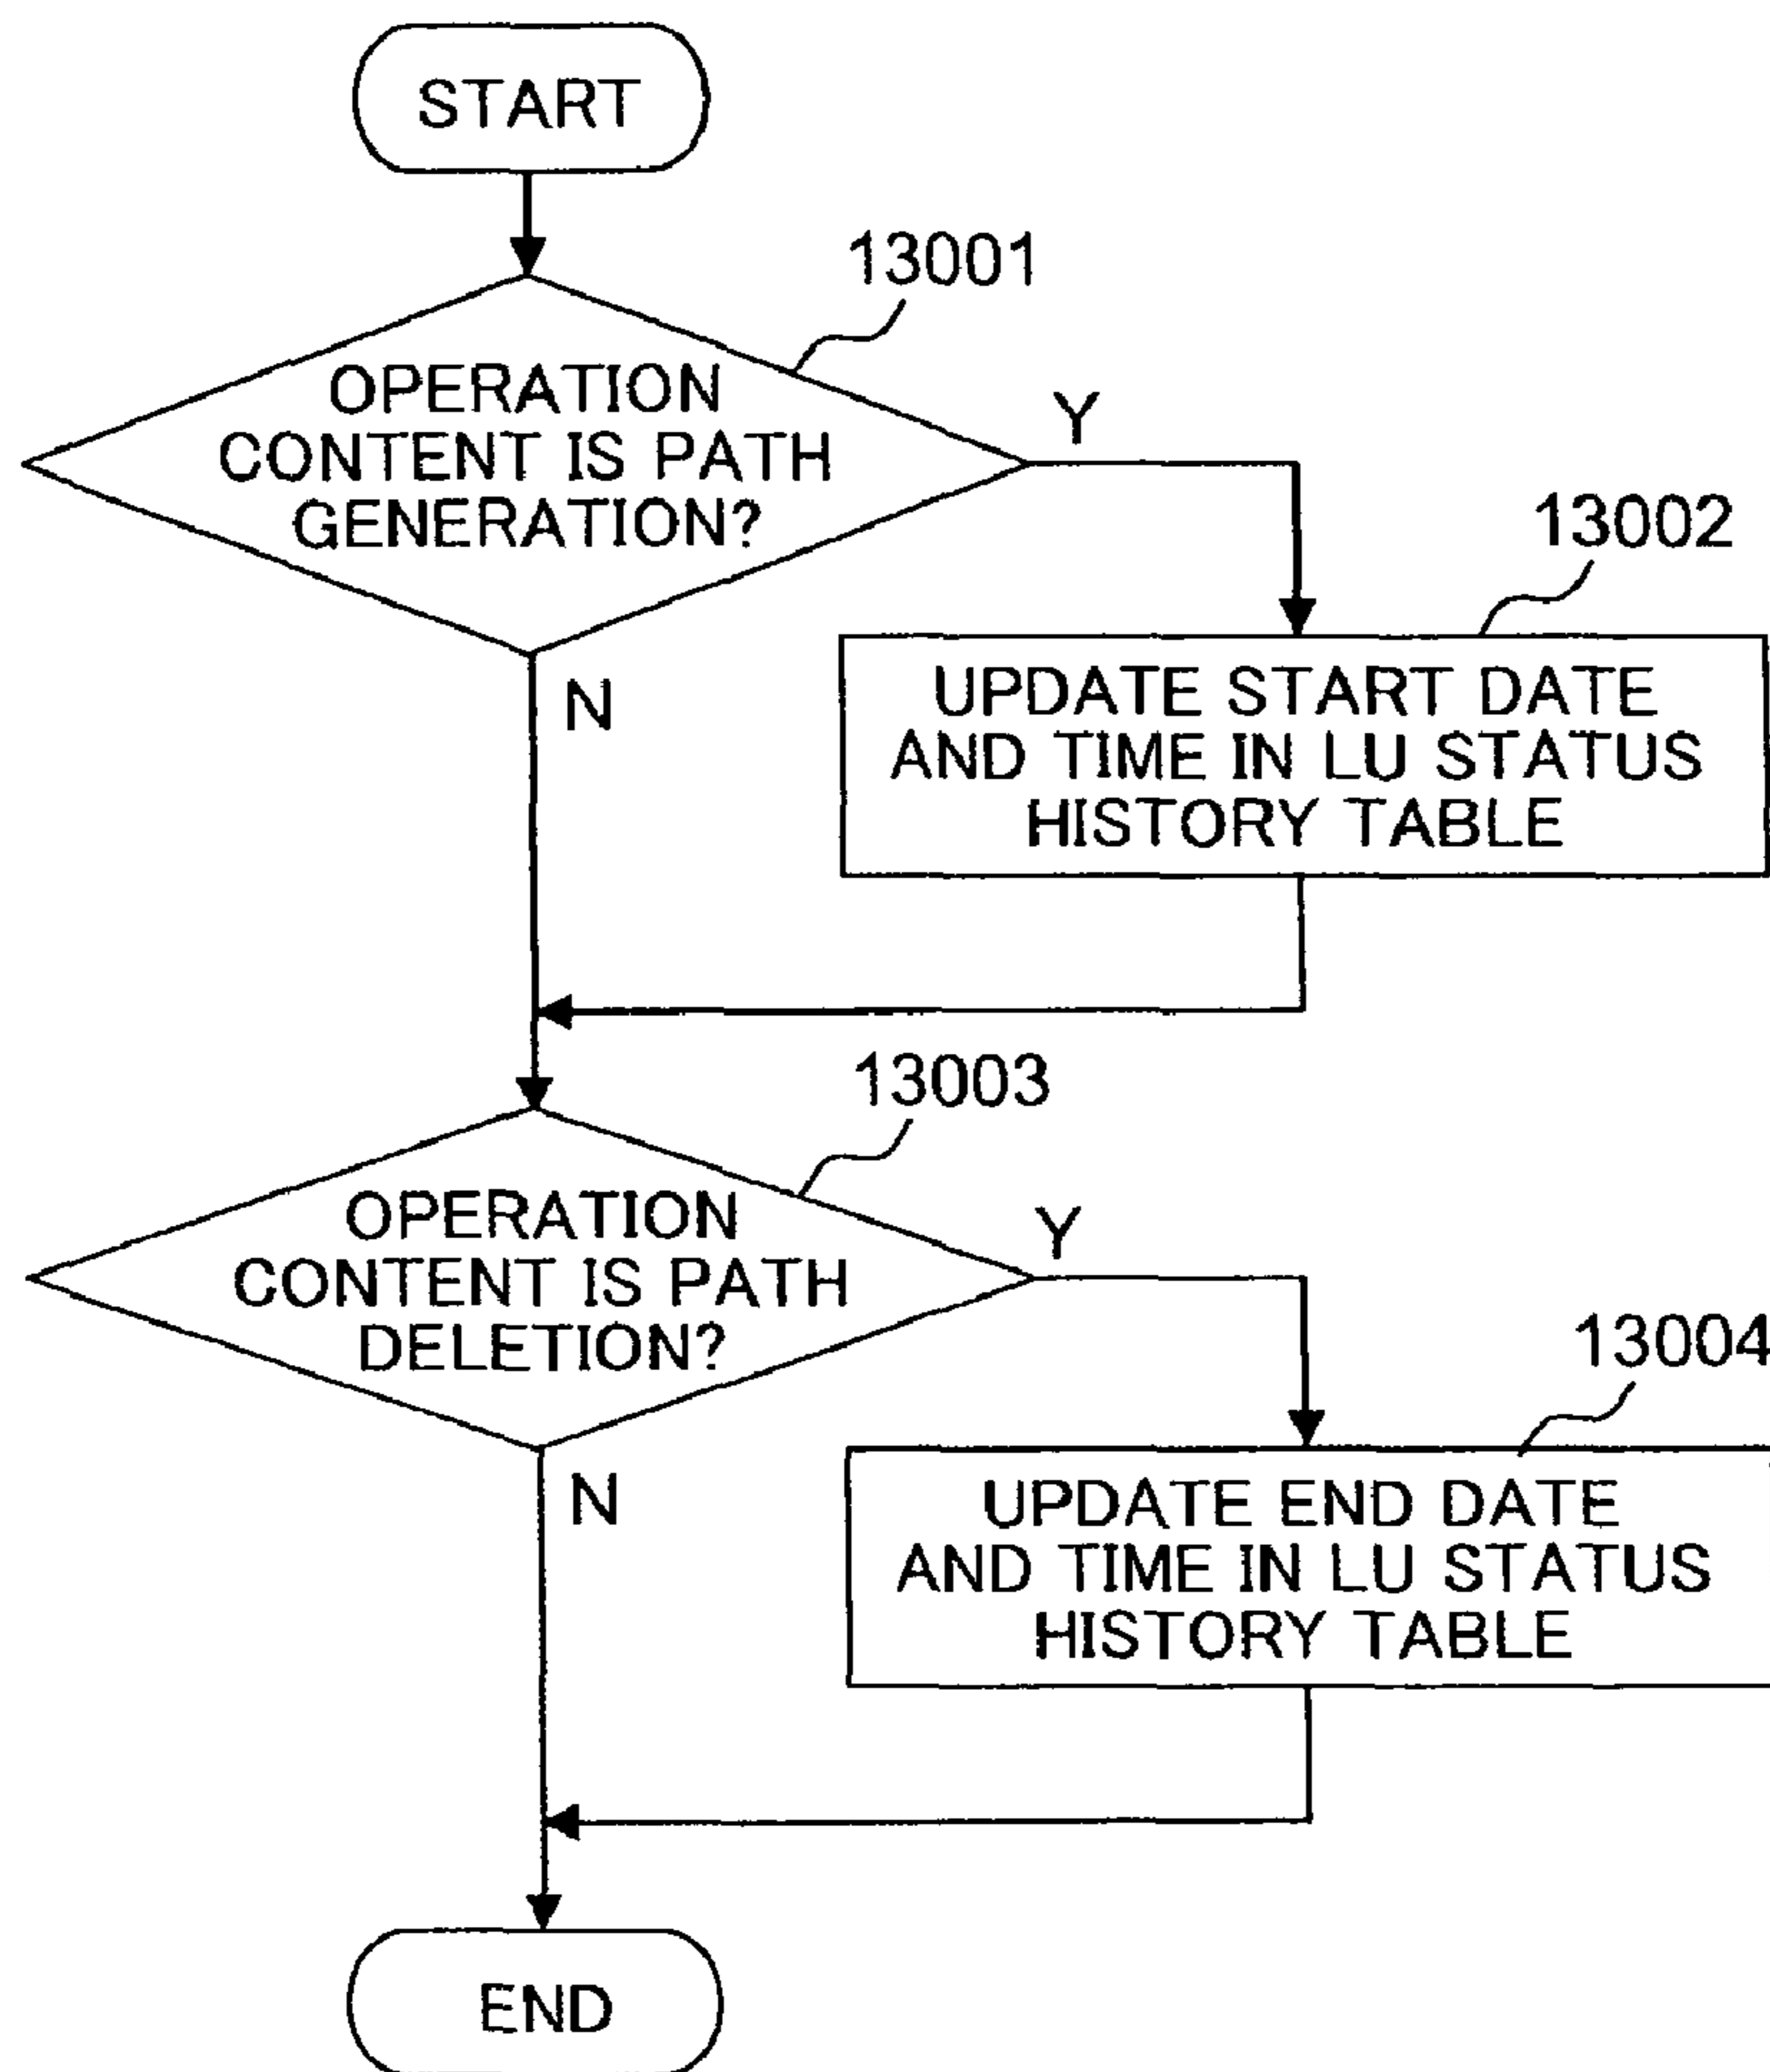 START
13001
OPERATION
CONTENT IS PATH
GENERATION?
Y
13002
N
UPDATE START DATE
AND TIME IN LU STATUS
HISTORY TABLE
13003
OPERATION
CONTENT IS PATH
DELETION?
Y
13004
N
UPDATE END DATE
AND TIME IN LU STATUS
HISTORY TABLE
END